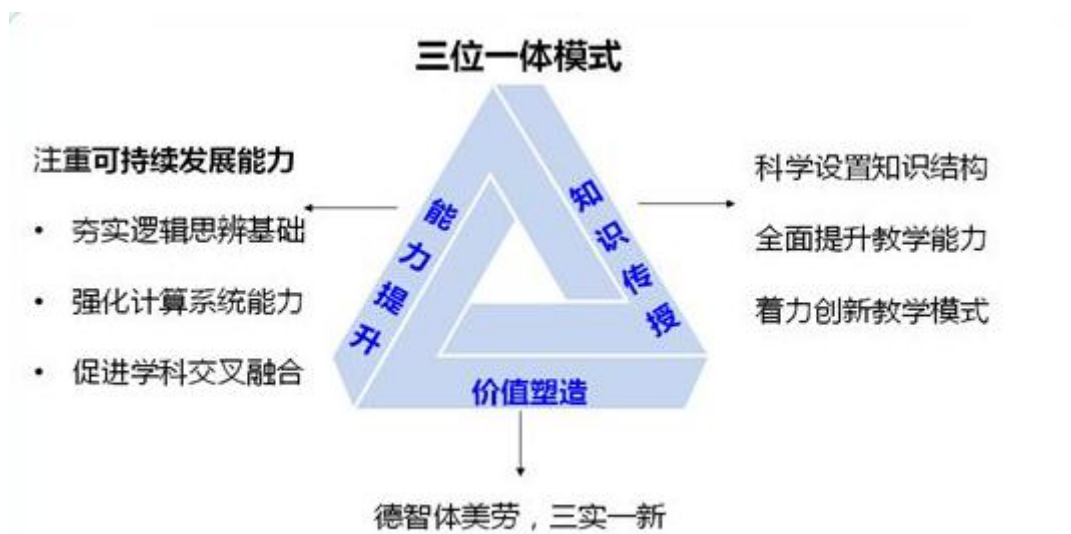 三位一体模式
注重可持续发展能力
• 夯实逻辑思辨基础
• 强化计算系统能力
• 促进学科交叉融合
能力提升
知识传授
科学设置知识结构
全面提升教学能力
着力创新教学模式
价值塑造
德智体美劳，三实一新